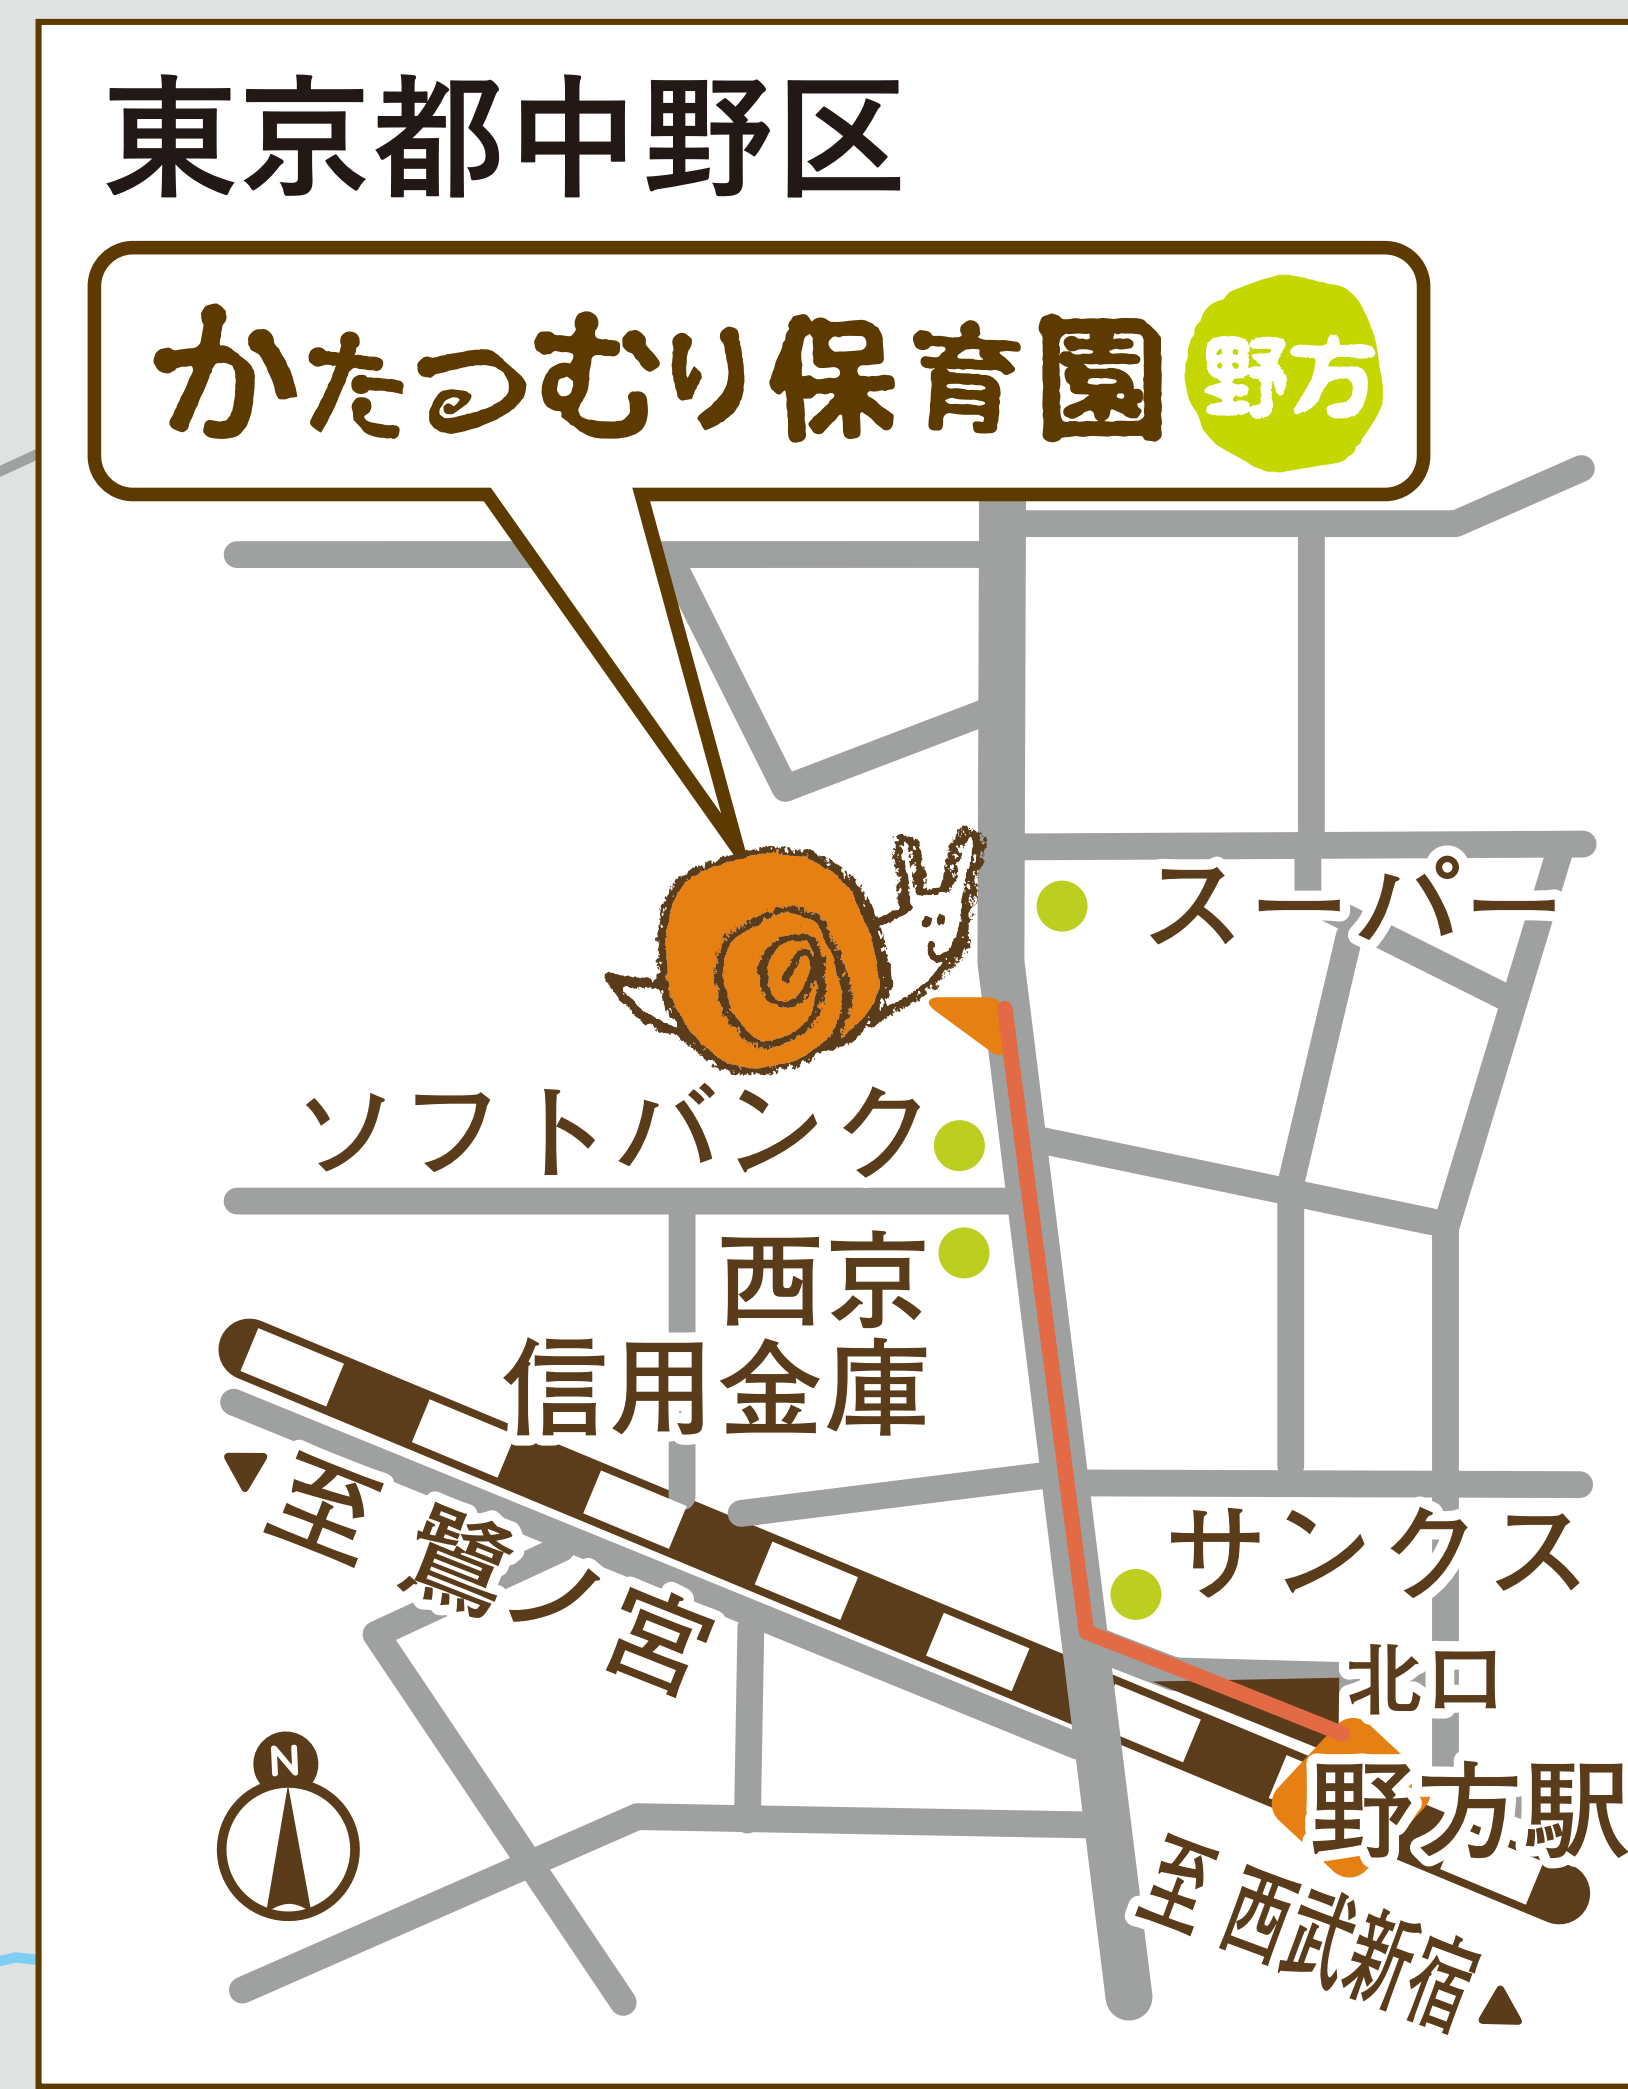 東京都中野区
かたつむり保育園 野方
スーパー
ソフトバンク
西京
信用金庫
至 鷺ノ宮
サンクス
北口
野方駅
至 西武新宿
N